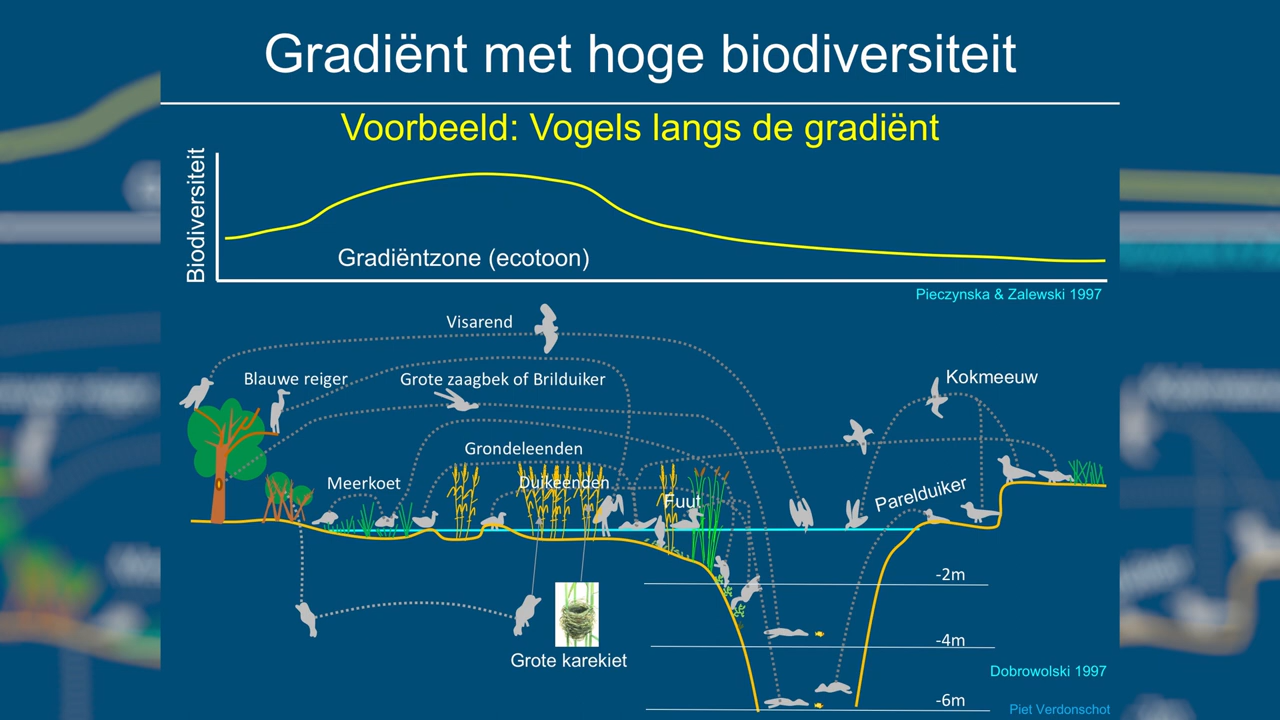 Gradiënt met hoge biodiversiteit
Voorbeeld: Vogels langs de gradiënt
Biodiversiteit
Gradiëntzone (ecotoon)
Pieczynska & Zalewski 1997
Visarend
Blauwe reiger
Grote zaagbek of Brilduiker
Kokmeeuw
Grondeleenden
Meerkoet
Duikeenden
Fuut
Parelduiker
-2m
-4m
Grote karekiet
Dobrowolski 1997
-6m
Piet Verdonschot